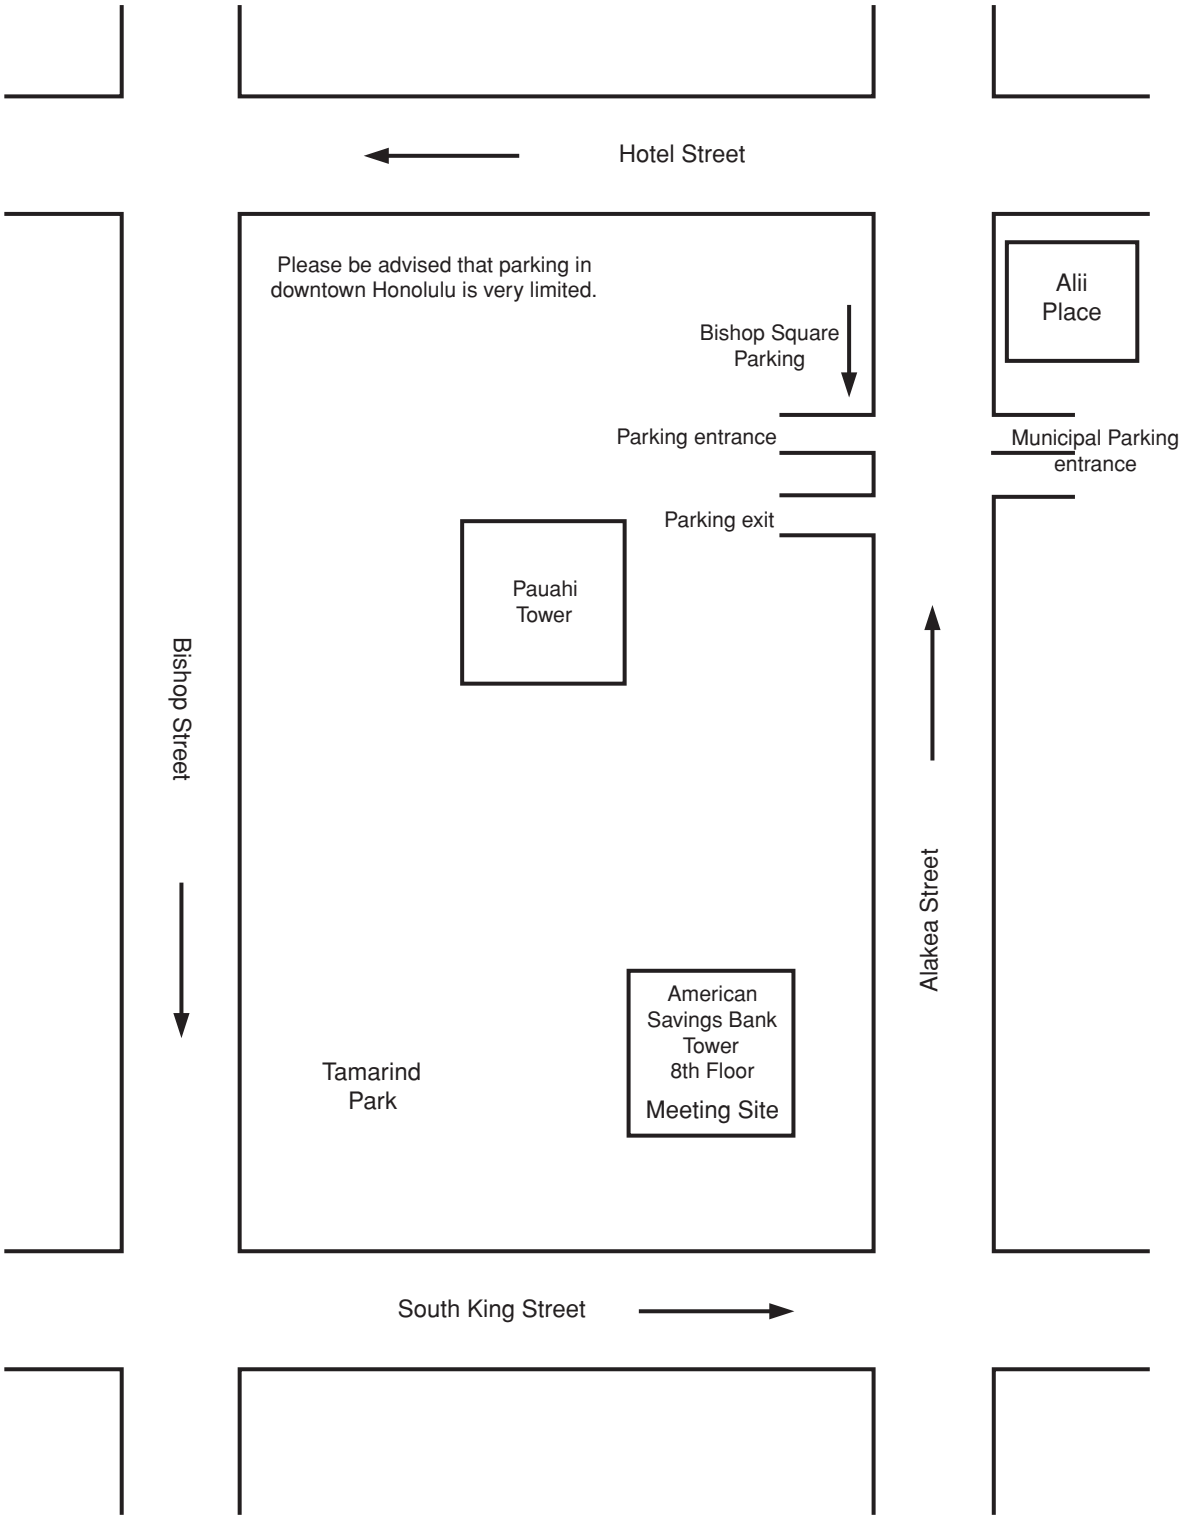 Hotel Street
Please be advised that parking in
downtown Honolulu is very limited.
Alii
Place
Bishop Square
Parking
Parking entrance
Municipal Parking
entrance
Parking exit
Pauahi
Tower
Bishop Street
Alakea Street
American
Savings Bank
Tower
8th Floor
Meeting Site
Tamarind
Park
South King Street